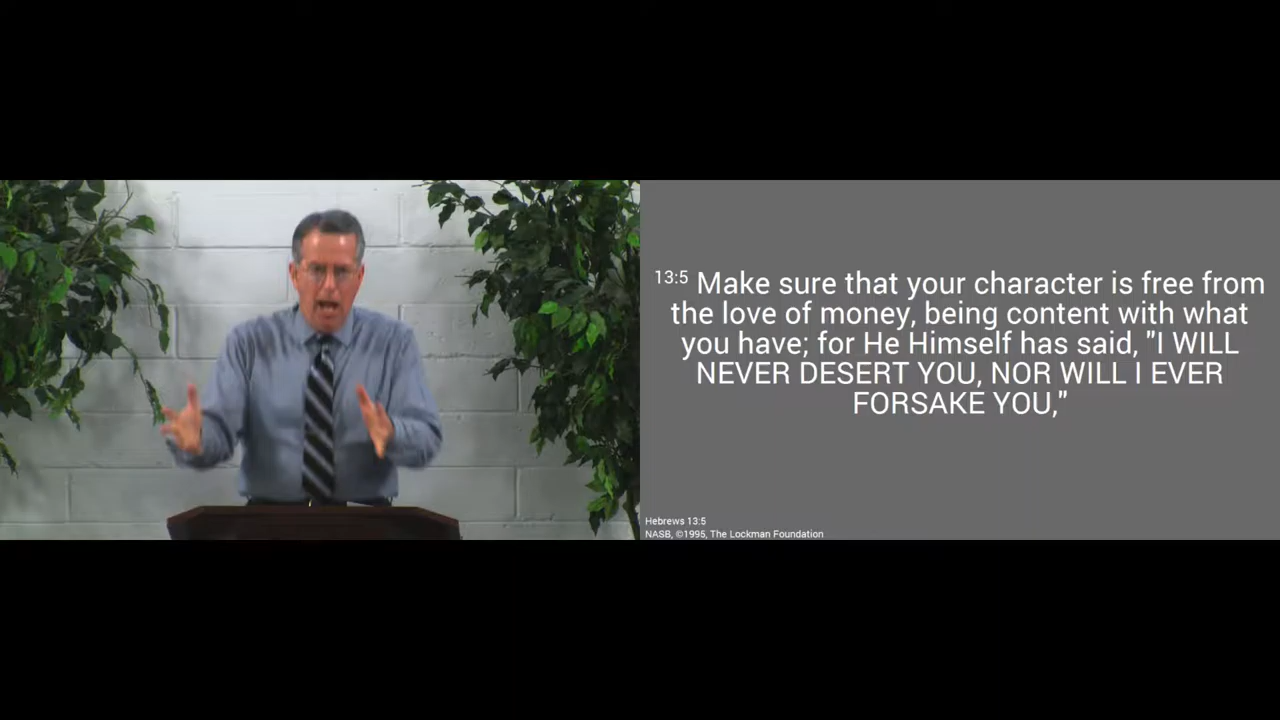 13:5 Make sure that your character is free from
the love of money, being content with what
you have; for He Himself has said, "I WILL
NEVER DESERT YOU, NOR WILL I EVER
FORSAKE YOU,"
Hebrews 13:5
NASB, ©1995, The Lockman Foundation